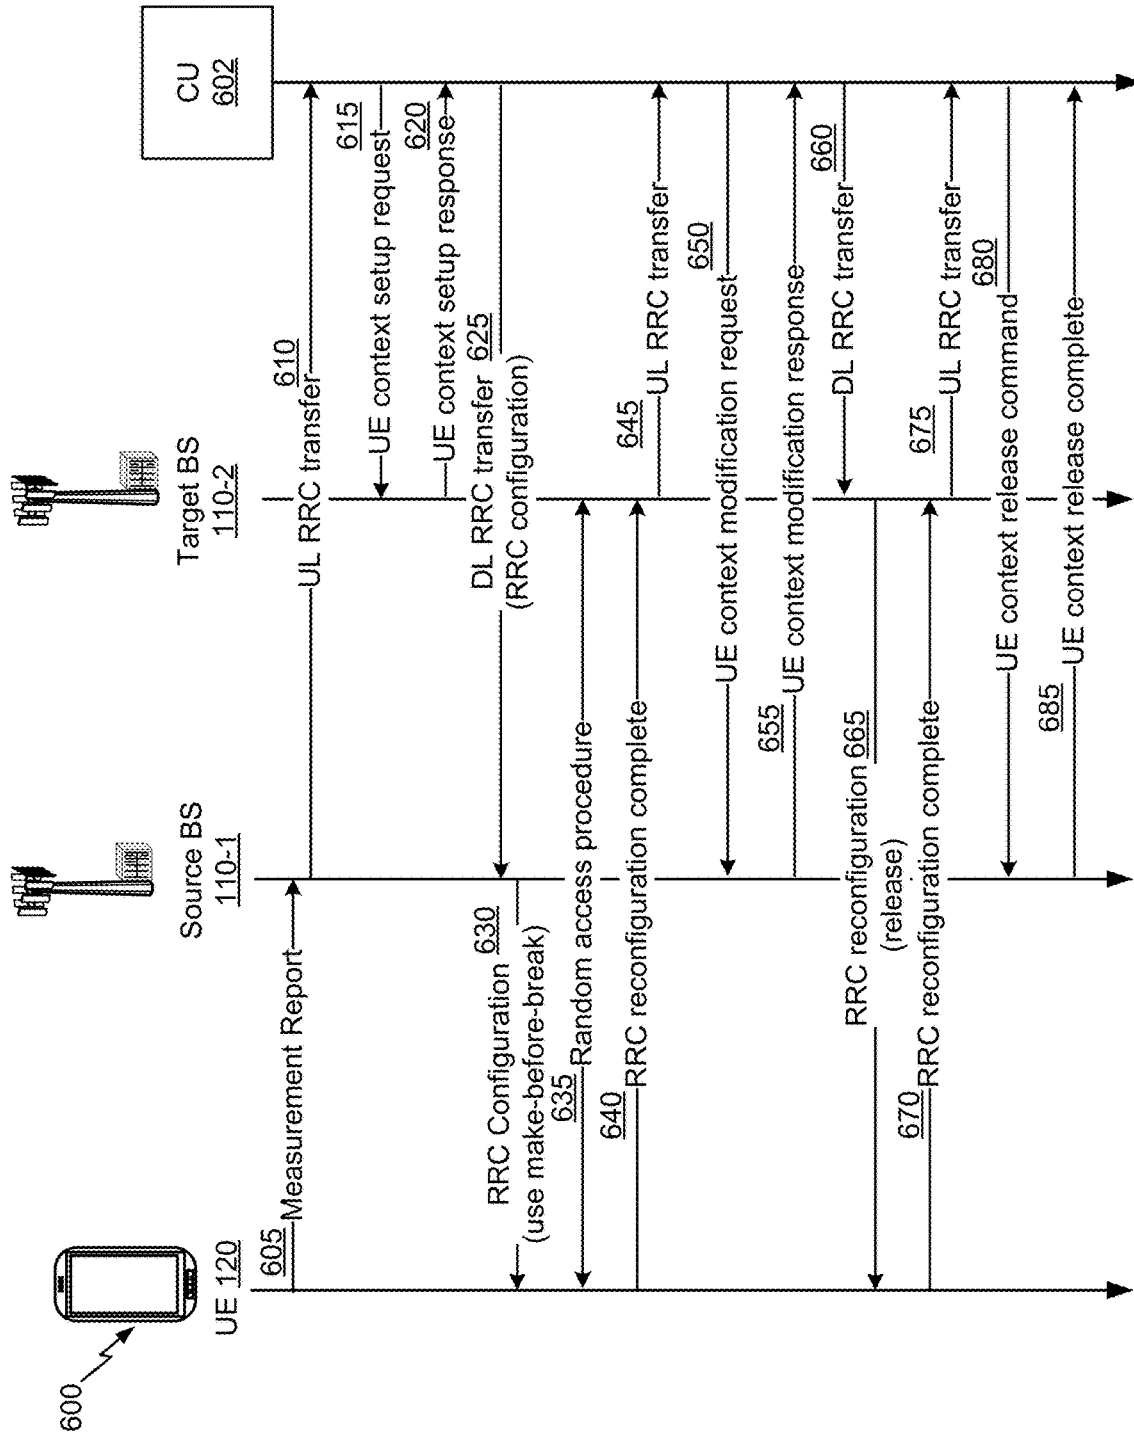 600
UE 120
Source BS
110-1
Target BS
110-2
CU
602
605
Measurement Report
610
UL RRC transfer
615
UE context setup request
620
UE context setup response
DL RRC transfer 625
(RRC configuration)
RRC Configuration 630
(use make-before-break)
635
Random access procedure
640
RRC reconfiguration complete
645
UL RRC transfer
650
UE context modification request
655
UE context modification response
660
DL RRC transfer
RRC reconfiguration 665
(release)
670
RRC reconfiguration complete
675
UL RRC transfer
680
UE context release command
685
UE context release complete